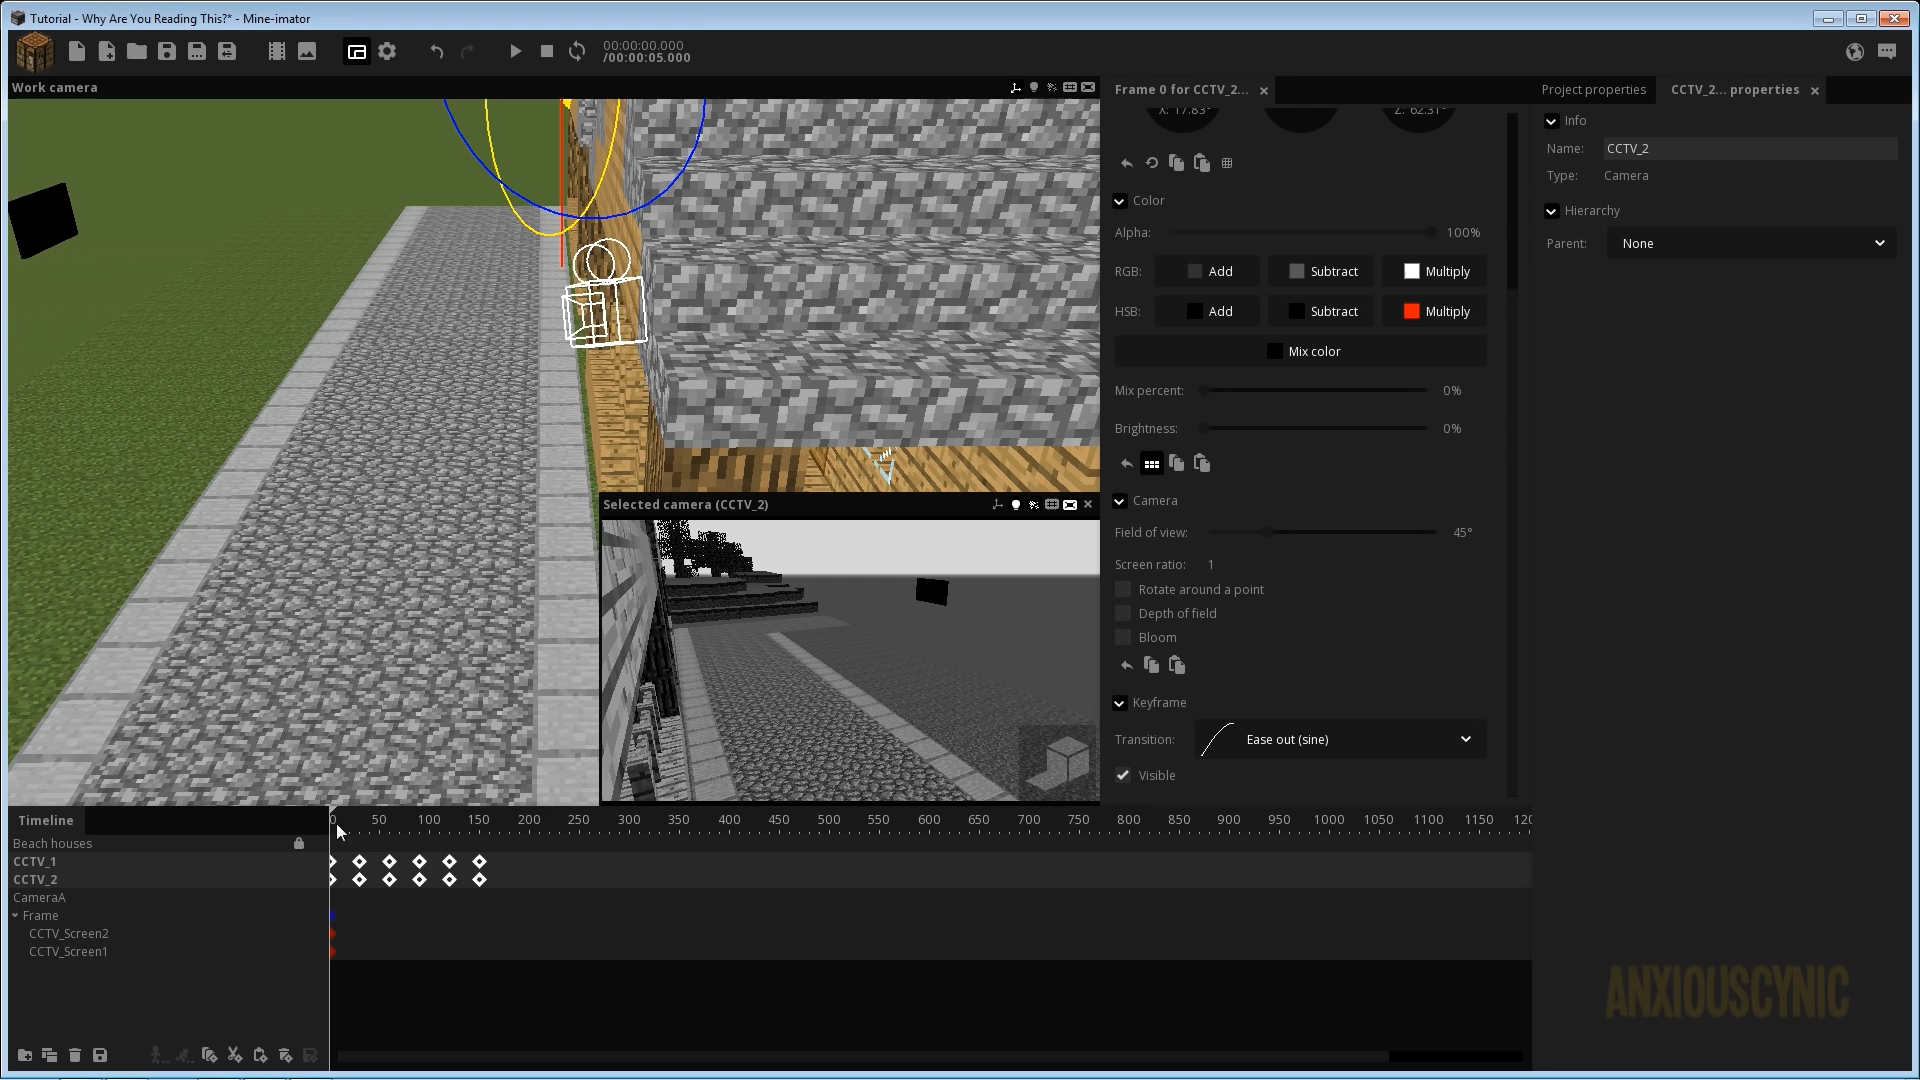 Tutorial - Why Are You Reading This?* - Mine-imator
00:00:00.000
/00:00:05.000
Work camera
Frame 0 for CCTV_2...
Project properties
CCTV_2... properties
X: 17.83°
Z: 62.31°
Info
Name: CCTV_2
Type: Camera
Hierarchy
Parent: None
Color
Alpha: 100%
RGB: Add Subtract Multiply
HSB: Add Subtract Multiply
Mix color
Mix percent: 0%
Brightness: 0%
Camera
Field of view: 45°
Screen ratio: 1
Rotate around a point
Depth of field
Bloom
Keyframe
Transition: Ease out (sine)
Visible
Selected camera (CCTV_2)
Timeline
0 50 100 150 200 250 300 350 400 450 500 550 600 650 700 750 800 850 900 950 1000 1050 1100 1150 120
Beach houses
CCTV_1
CCTV_2
CameraA
Frame
CCTV_Screen2
CCTV_Screen1
ANXIOUSCYNIC